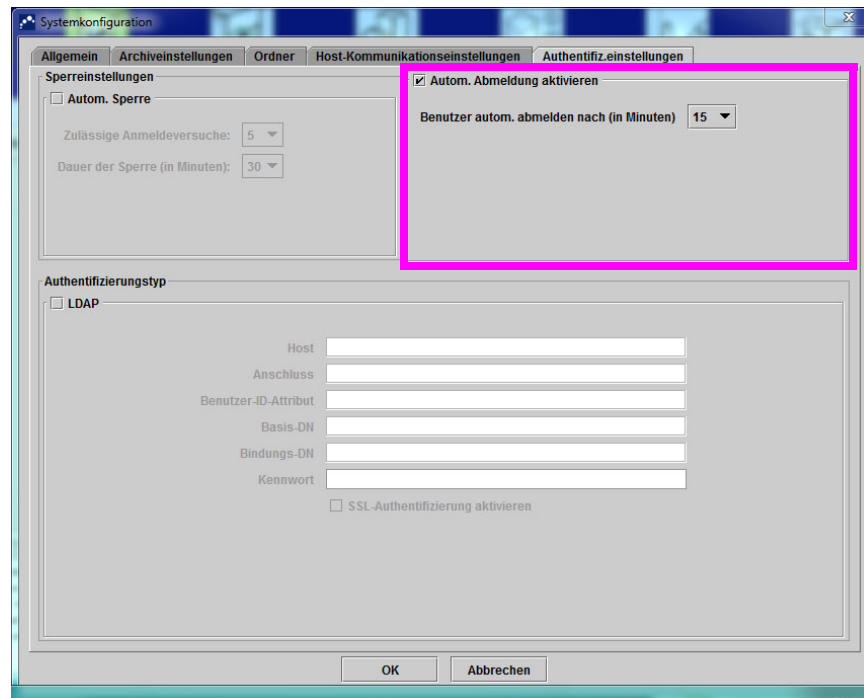 Systemkonfiguration
Allgemein Archiveinstellungen Ordner Host-Kommunikationseinstellungen Authentifiz.einstellungen
Sperreinstellungen
Autom. Sperre
Zulässige Anmeldeversuche: 5
Dauer der Sperre (in Minuten): 30
Autom. Abmeldung aktivieren
Benutzer autom. abmelden nach (in Minuten) 15
Authentifizierungstyp
LDAP
Host
Anschluss
Benutzer-ID-Attribut
Basis-DN
Bindungs-DN
Kennwort
SSL-Authentifizierung aktivieren
OK Abbrechen